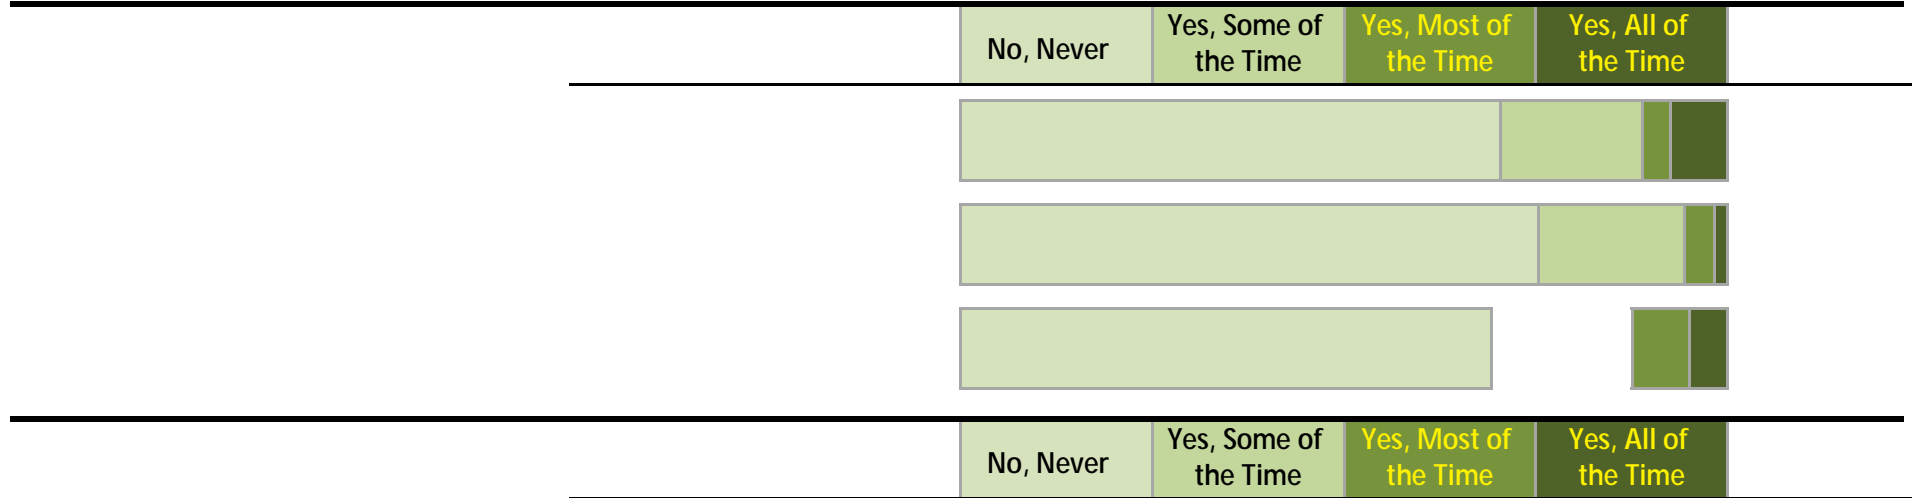 No, Never
Yes, Some of
the Time
Yes, Most of
the Time
Yes, All of
the Time
No, Never
Yes, Some of
the Time
Yes, Most of
the Time
Yes, All of
the Time